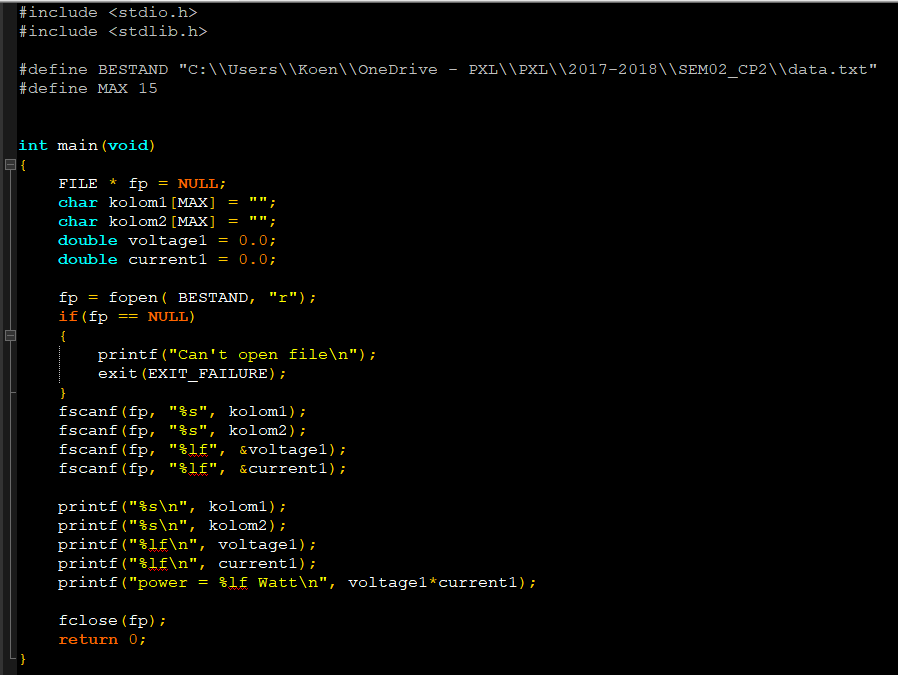 #include <stdio.h>
#include <stdlib.h>

#define BESTAND "C:\\Users\\Koen\\OneDrive - PXL\\PXL\\2017-2018\\SEM02_CP2\\data.txt"
#define MAX 15


int main(void)
{
    FILE * fp = NULL;
    char kolom1[MAX] = "";
    char kolom2[MAX] = "";
    double voltage1 = 0.0;
    double current1 = 0.0;

    fp = fopen( BESTAND, "r");
    if(fp == NULL)
    {
        printf("Can't open file\n");
        exit(EXIT_FAILURE);
    }
    fscanf(fp, "%s", kolom1);
    fscanf(fp, "%s", kolom2);
    fscanf(fp, "%lf", &voltage1);
    fscanf(fp, "%lf", &current1);

    printf("%s\n", kolom1);
    printf("%s\n", kolom2);
    printf("%lf\n", voltage1);
    printf("%lf\n", current1);
    printf("power = %lf Watt\n", voltage1*current1);

    fclose(fp);
    return 0;
}